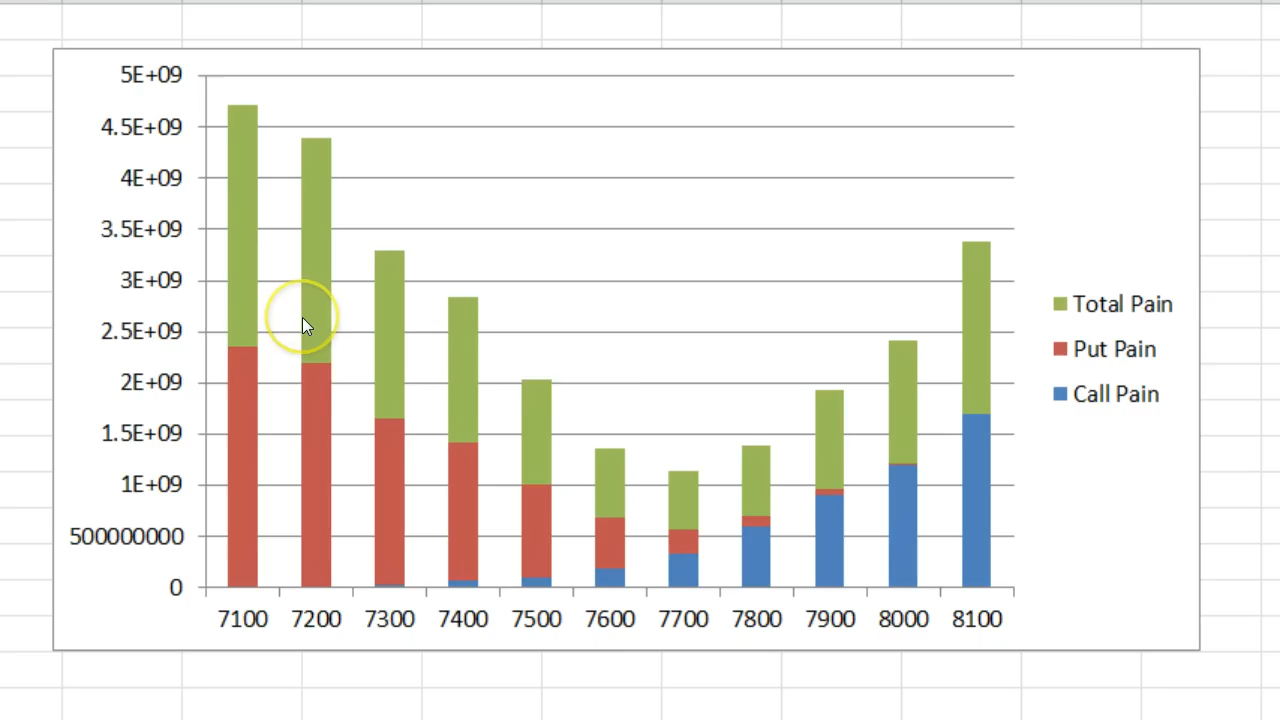 5E+09
4.5E+09
4E+09
3.5E+09
3E+09
2.5E+09
2E+09
1.5E+09
1E+09
500000000
0
7100 7200 7300 7400 7500 7600 7700 7800 7900 8000 8100
Total Pain
Put Pain
Call Pain